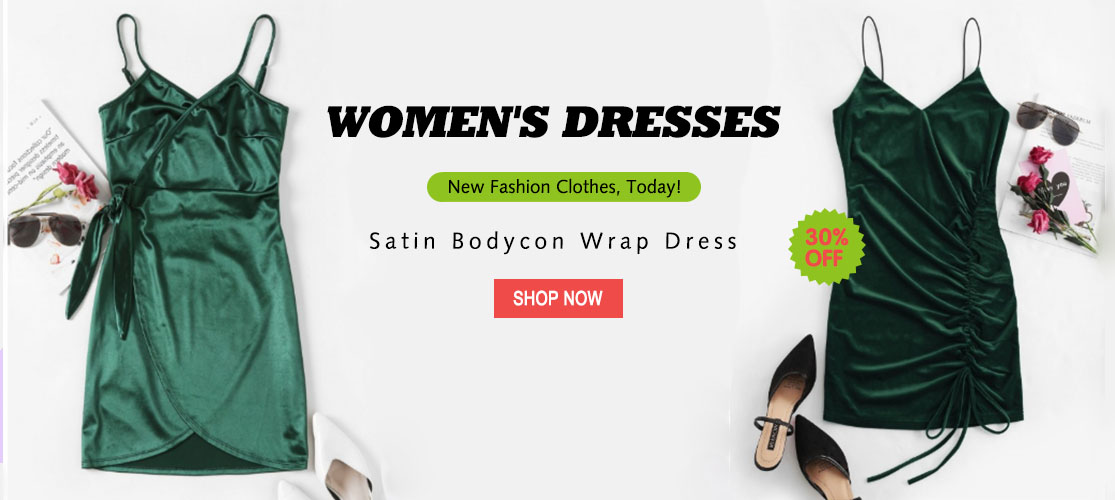 WOMEN'S DRESSES
New Fashion Clothes, Today!
Satin Bodycon Wrap Dress
SHOP NOW
30%
OFF